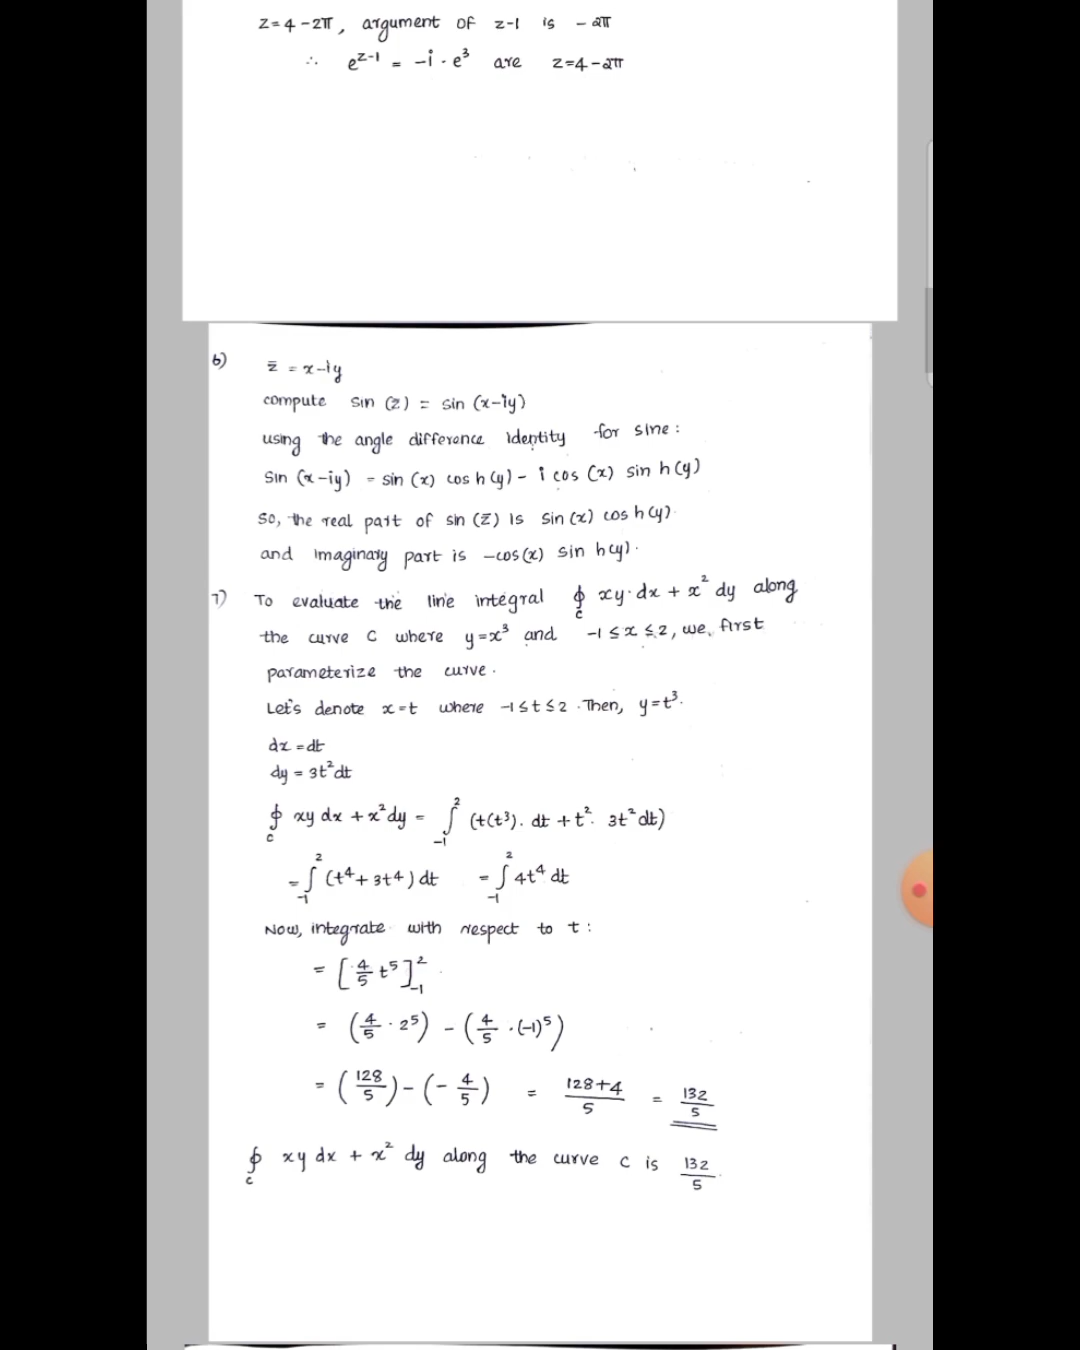 z=4-2π, argument of z-1 is -2π
∴ e^{z-1} = -i·e³ are z=4-2π
6) z̄ = x-iy
compute sin (z̄) = sin (x-iy)
using the angle difference identity for sine:
sin (x-iy) = sin (x) cos h(y) - i cos (x) sin h(y)
so, the real part of sin (z̄) is sin (x) cos h(y).
and imaginary part is -cos(x) sin h(y).
7) To evaluate the line integral ∮_c xy·dx + x² dy along
the curve C where y=x³ and -1≤x≤2, we, first
parameterize the curve.
Let's denote x=t where -1≤t≤2. Then, y=t³.
dx =dt
dy = 3t²dt
∮_c xy dx + x²dy = ∫_{-1}^{2} (t(t³). dt + t². 3t²dt)
= ∫_{-1}^{2} (t⁴+3t⁴) dt = ∫_{-1}^{2} 4t⁴ dt
Now, integrate with respect to t:
= [4/5 t⁵]_{-1}^{2}
= (4/5 · 2⁵) - (4/5 · (-1)⁵)
= (128/5) - (-4/5) = 128+4/5 = 132/5
∮_c xy dx + x² dy along the curve c is 132/5.